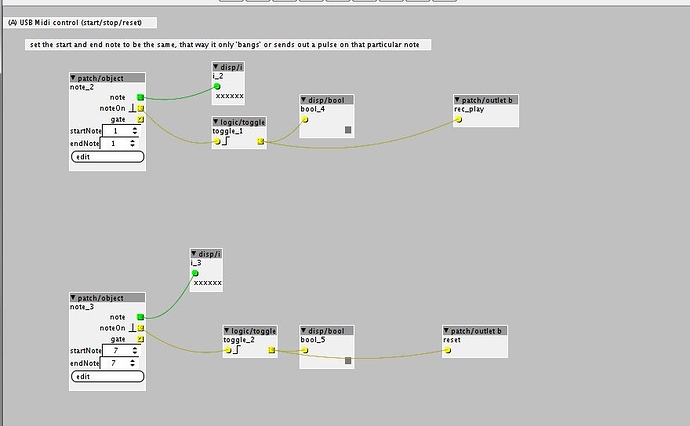 (A) USB Midi control (start/stop/reset)
set the start and end note to be the same, that way it only 'bangs' or sends out a pulse on that particular note
patch/object
note_2
note
noteOn
gate
startNote 1
endNote 1
edit
disp/i
i_2
xxxxxx
logic/toggle
toggle_1
disp/bool
bool_4
patch/outlet b
rec_play
disp/i
i_3
xxxxxx
patch/object
note_3
note
noteOn
gate
startNote 7
endNote 7
edit
logic/toggle
toggle_2
disp/bool
bool_5
patch/outlet b
reset